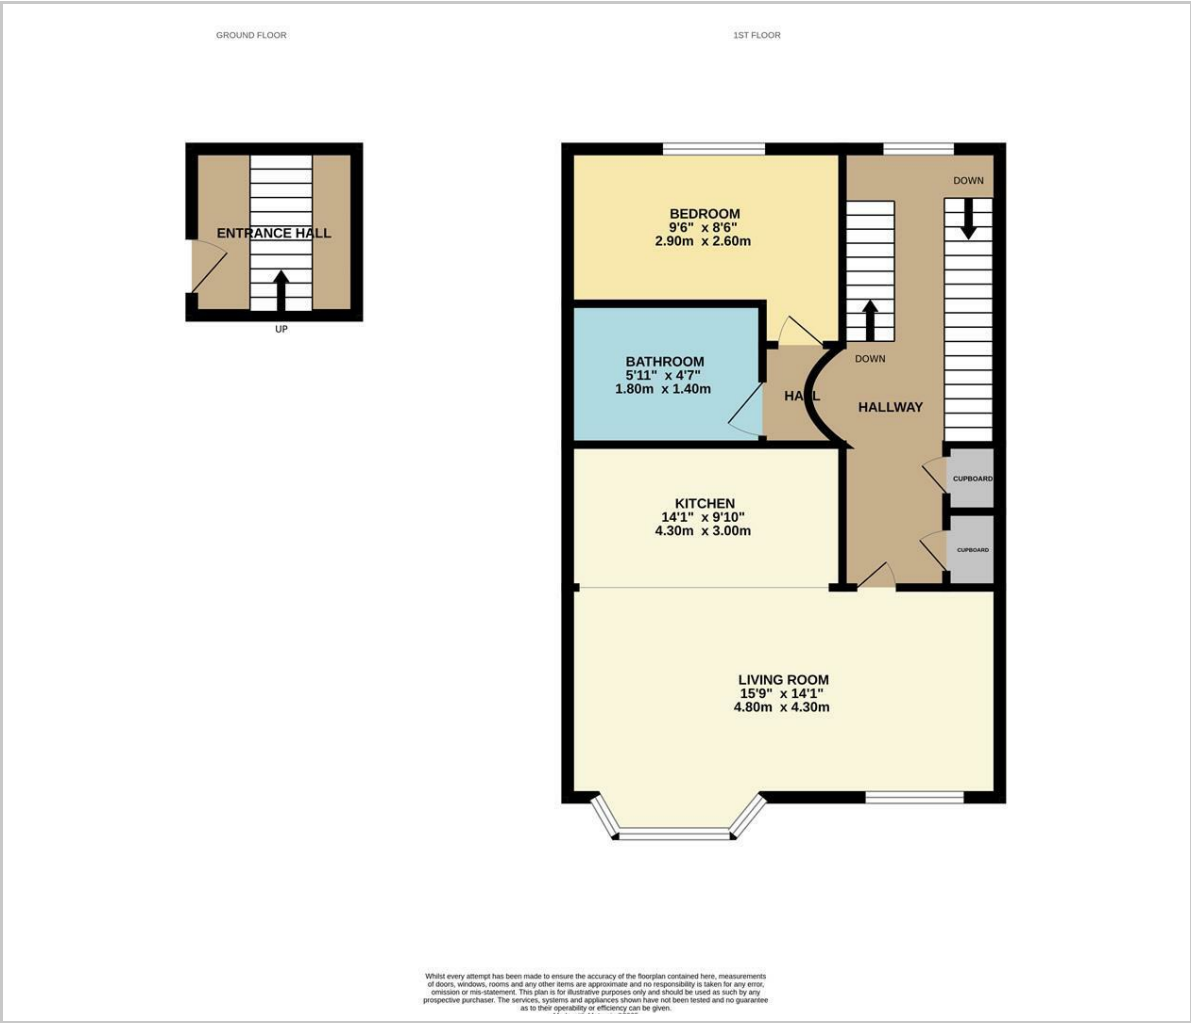 GROUND FLOOR
1ST FLOOR
ENTRANCE HALL
UP
DOWN
BEDROOM
9'6" x 8'6"
2.90m x 2.60m
DOWN
BATHROOM
5'11" x 4'7"
1.80m x 1.40m
HALL
HALLWAY
CUPBOARD
KITCHEN
14'1" x 9'10"
4.30m x 3.00m
CUPBOARD
LIVING ROOM
15'9" x 14'1"
4.80m x 4.30m
Whilst every attempt has been made to ensure the accuracy of the floorplan contained here, measurements
of doors, windows, rooms and any other items are approximate and no responsibility is taken for any error,
omission or mis-statement. This plan is for illustrative purposes only and should be used as such by any
prospective purchaser. The services, systems and appliances shown have not been tested and no guarantee
as to their operability or efficiency can be given.